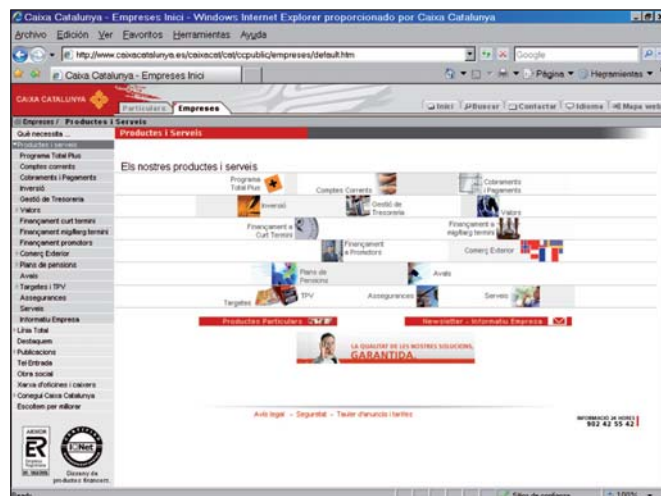 Caixa Catalunya - Empreses Inici - Windows Internet Explorer proporcionado por Caixa Catalunya
Archivo Edición Ver Favoritos Herramientas Ayuda
http://www.caixacatalunya.es/caixacat/cat/ccpublic/empreses/default.htm
Google
Caixa Catalunya - Empreses Inici
Página Herramientas
CAIXA CATALUNYA
Particulars Empreses
Inici Buscar Contactar Idioma Mapa web
Empreses / Productes i Serveis
Què necessita ...
Productes i Serveis
Productes i serveis
Programa Total Plus
Comptes corrents
Cobraments i Pagaments
Inversió
Gestió de Tresoreria
Valors
Finançament curt termini
Finançament mig/llarg termini
Finançament promotors
Comerç Exterior
Plans de pensions
Avals
Targetes i TPV
Assegurances
Serveis
Informatiu Empresa
Línia Total
Destaquem
Publicacions
Tel·Entrada
Obra social
Xarxa d'oficines i caixers
Conegui Caixa Catalunya
Escoltem per millorar
Els nostres productes i serveis
Programa Total Plus
Comptes Corrents
Cobraments i Pagaments
Inversió
Gestió de Tresoreria
Valors
Finançament a Curt Termini
Finançament a mig/llarg termini
Finançament a Promotors
Comerç Exterior
Plans de Pensions
Avals
Targetes
TPV
Assegurances
Serveis
Productes Particulars
Newsletter - Informatiu Empresa
LA QUALITAT DE LES NOSTRES SOLUCIONS,
GARANTIDA.
Avís legal - Seguretat - Tauler d'anuncis i tarifes
INFORMACIÓ 24 HORES
902 42 55 42
AENOR
ER
Empresa Registrada
CERTIFIED
IQNet
Disseny de
productes financers.
100%